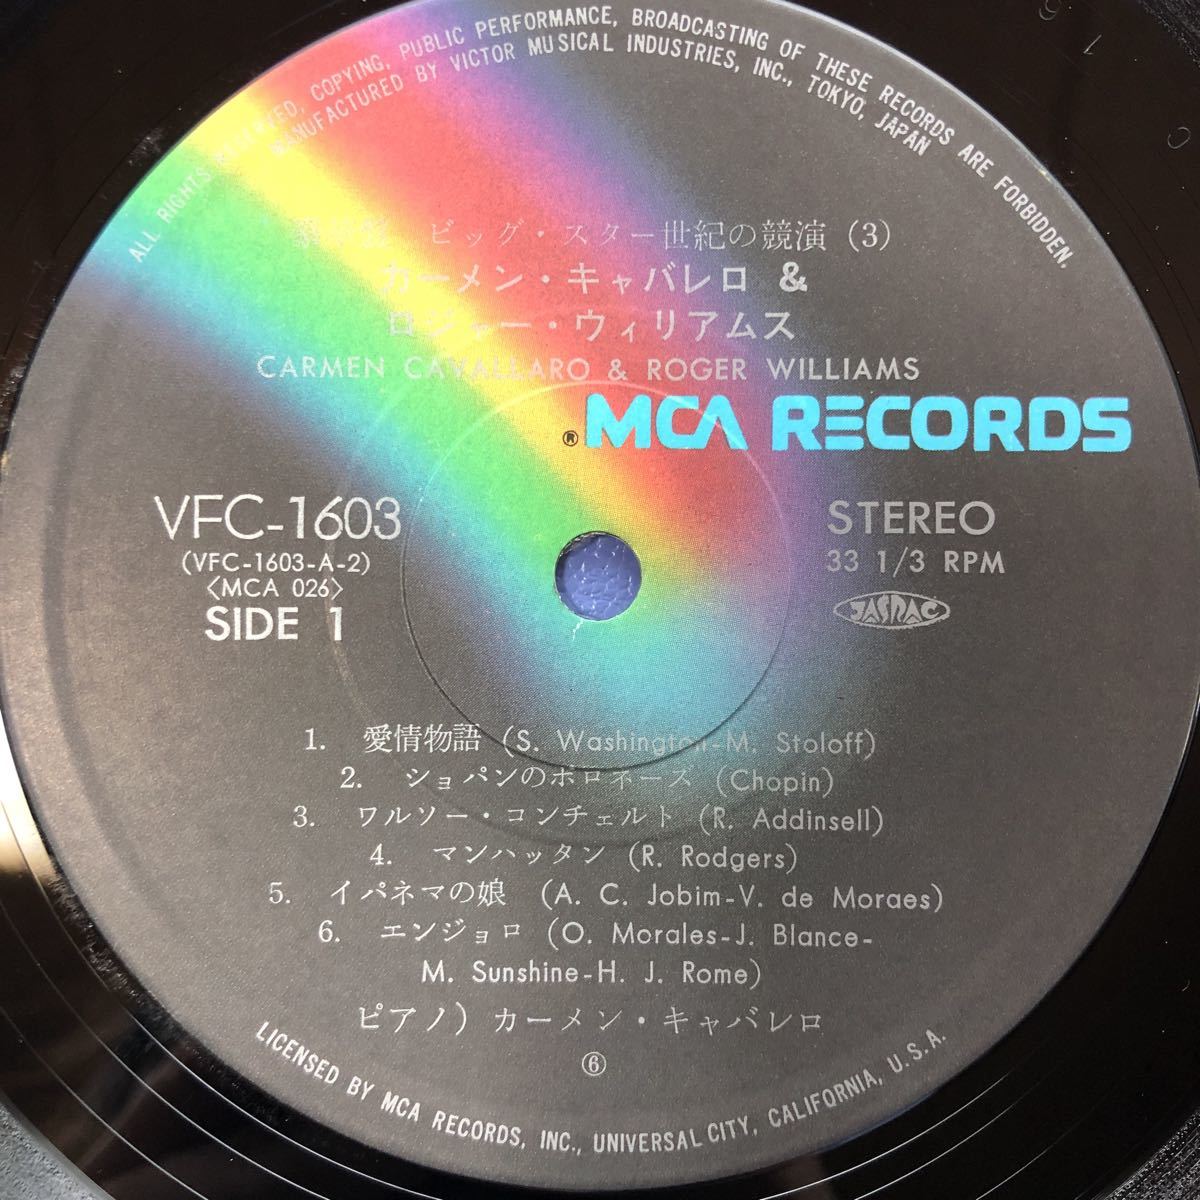 ALL RIGHTS RESERVED, COPYING, PUBLIC PERFORMANCE, BROADCASTING OF THESE RECORDS ARE FORBIDDEN.
MANUFACTURED BY VICTOR MUSICAL INDUSTRIES, INC., TOKYO, JAPAN
ビッグ・スター世紀の競演 (3)
カーメン・キャバレロ &
ロジャー・ウィリアムス
CARMEN CAVALLARO & ROGER WILLIAMS
® MCA RECORDS
VFC-1603
(VFC-1603-A-2)
〈MCA 026〉
SIDE 1
STEREO
33 1/3 RPM
JASRAC
1. 愛情物語 (S. Washington-M. Stoloff)
2. ショパンのポロネーズ (Chopin)
3. ワルソー・コンチェルト (R. Addinsell)
4. マンハッタン (R. Rodgers)
5. イパネマの娘 (A. C. Jobim-V. de Moraes)
6. エンジョロ (O. Morales-J. Blance-
M. Sunshine-H. J. Rome)
ピアノ) カーメン・キャバレロ
⑥
LICENSED BY MCA RECORDS, INC., UNIVERSAL CITY, CALIFORNIA, U.S.A.